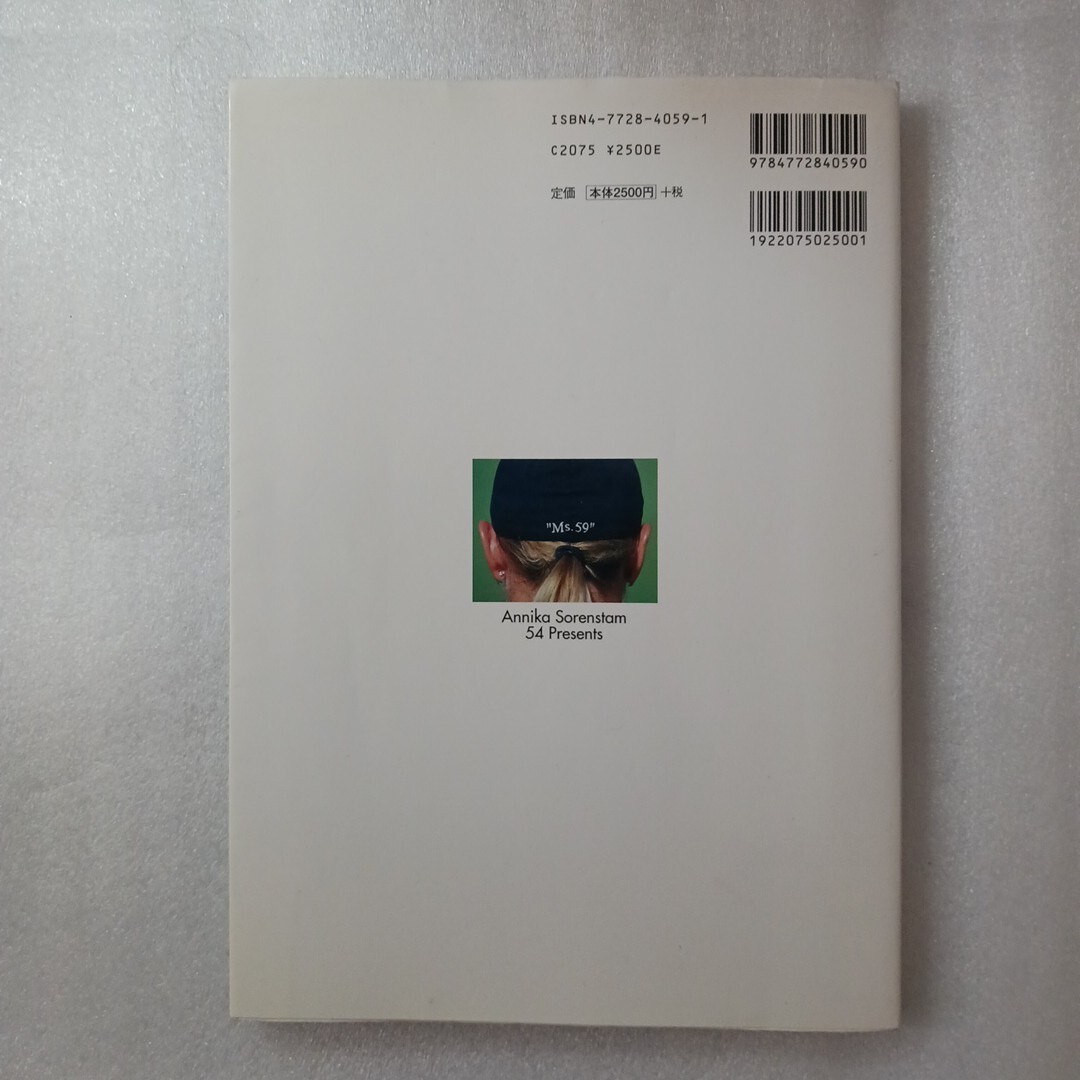 ISBN4-7728-4059-1
C2075 ¥2500E
定価 本体2500円 +税
9784772840590
1922075025001
"Ms.59"
Annika Sorenstam
54 Presents